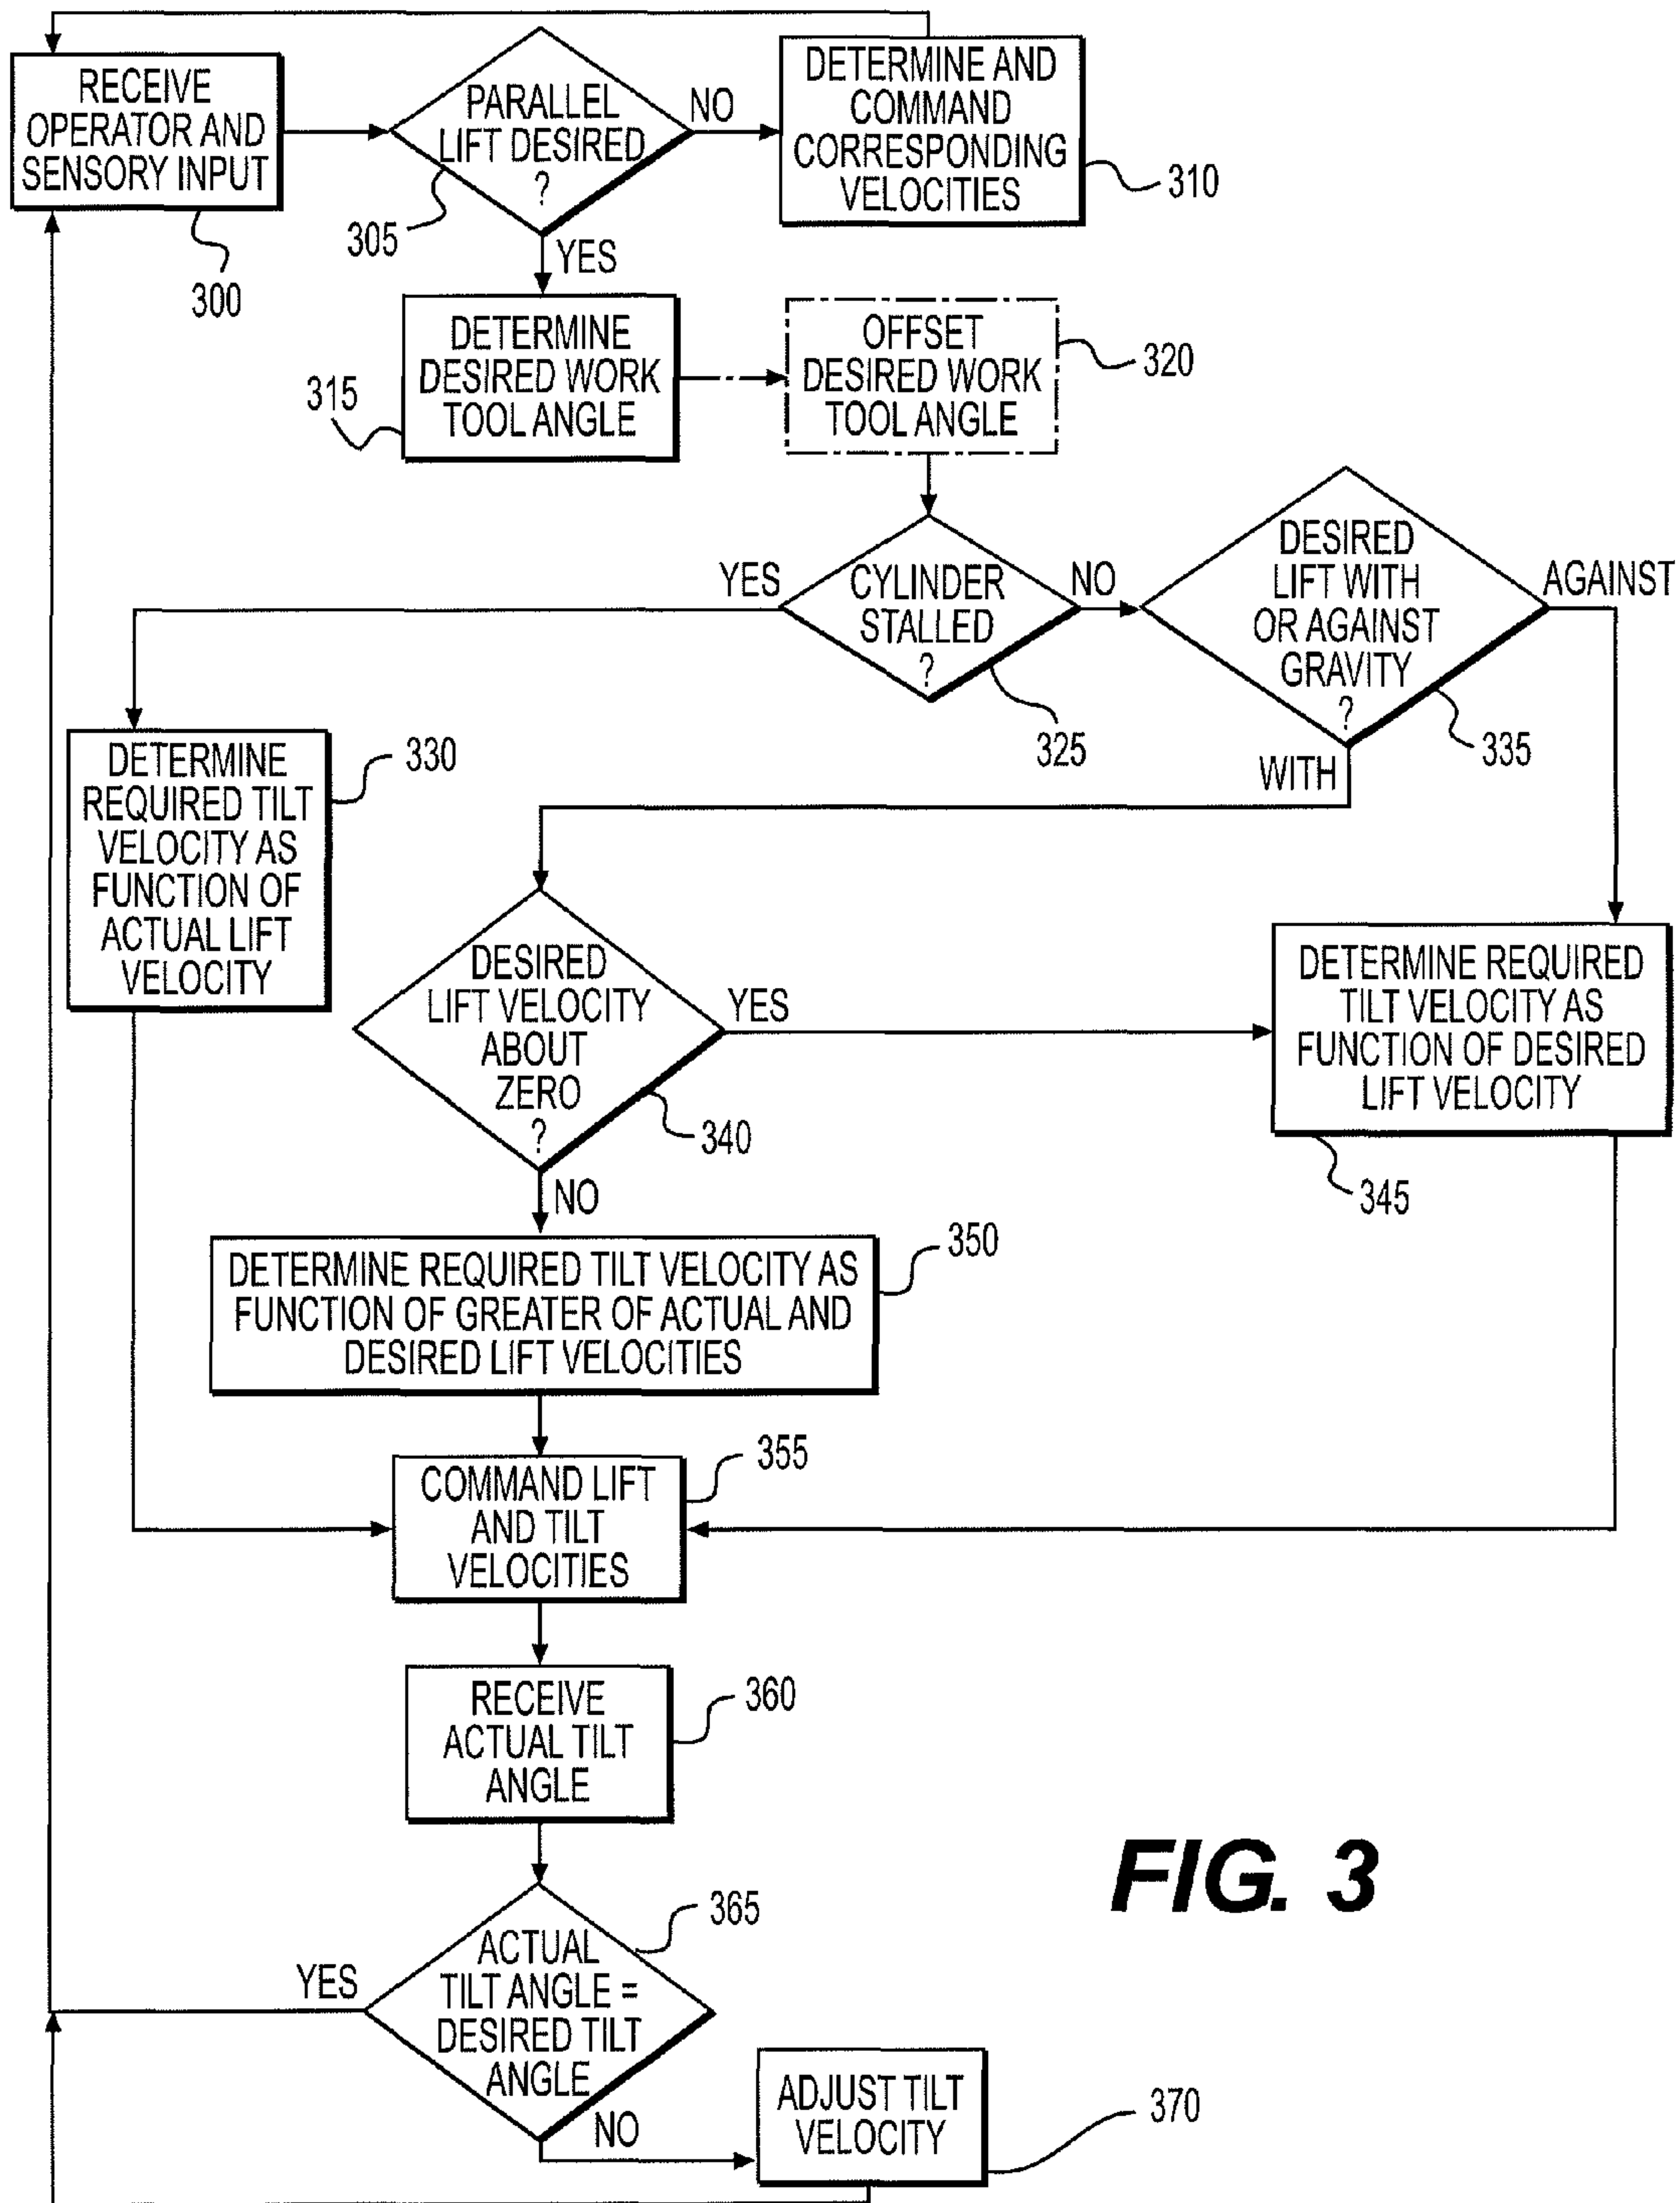 RECEIVE
OPERATOR AND
SENSORY INPUT
300
PARALLEL
LIFT DESIRED
?
305
NO
YES
DETERMINE AND
COMMAND
CORRESPONDING
VELOCITIES
310
DETERMINE
DESIRED WORK
TOOL ANGLE
315
OFFSET
DESIRED WORK
TOOL ANGLE
320
CYLINDER
STALLED
?
325
YES
NO
DESIRED
LIFT WITH
OR AGAINST
GRAVITY
?
335
AGAINST
WITH
DETERMINE
REQUIRED TILT
VELOCITY AS
FUNCTION OF
ACTUAL LIFT
VELOCITY
330
DESIRED
LIFT VELOCITY
ABOUT
ZERO
?
340
YES
NO
DETERMINE REQUIRED
TILT VELOCITY AS
FUNCTION OF DESIRED
LIFT VELOCITY
345
DETERMINE REQUIRED TILT VELOCITY AS
FUNCTION OF GREATER OF ACTUAL AND
DESIRED LIFT VELOCITIES
350
COMMAND LIFT
AND TILT
VELOCITIES
355
RECEIVE
ACTUAL TILT
ANGLE
360
ACTUAL
TILT ANGLE =
DESIRED TILT
ANGLE
365
YES
NO
ADJUST TILT
VELOCITY
370
FIG. 3